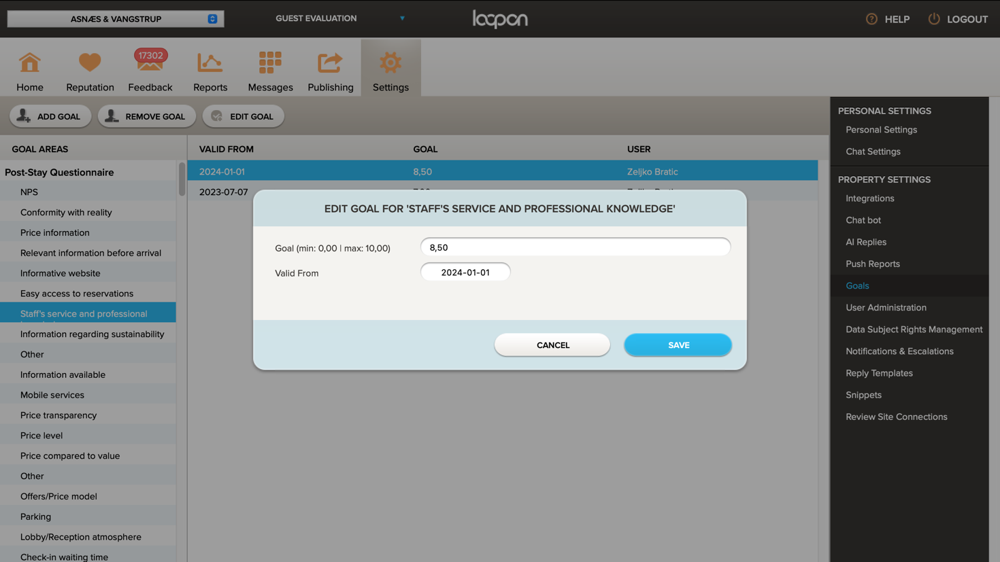 ASNÆS & VANGSTRUP
GUEST EVALUATION
loopon
HELP
LOGOUT
Home
Reputation
17302
Feedback
Reports
Messages
Publishing
Settings
ADD GOAL
REMOVE GOAL
EDIT GOAL
GOAL AREAS
VALID FROM
GOAL
USER
Post-Stay Questionnaire
NPS
Conformity with reality
Price information
Relevant information before arrival
Informative website
Easy access to reservations
Staff's service and professional
Information regarding sustainability
Other
Information available
Mobile services
Price transparency
Price level
Price compared to value
Other
Offers/Price model
Parking
Lobby/Reception atmosphere
Check-in waiting time
2024-01-01
8,50
Zeljko Bratic
2023-07-07
EDIT GOAL FOR 'STAFF'S SERVICE AND PROFESSIONAL KNOWLEDGE'
Goal (min: 0,00 | max: 10,00)
8,50
Valid From
2024-01-01
CANCEL
SAVE
PERSONAL SETTINGS
Personal Settings
Chat Settings
PROPERTY SETTINGS
Integrations
Chat bot
AI Replies
Push Reports
Goals
User Administration
Data Subject Rights Management
Notifications & Escalations
Reply Templates
Snippets
Review Site Connections